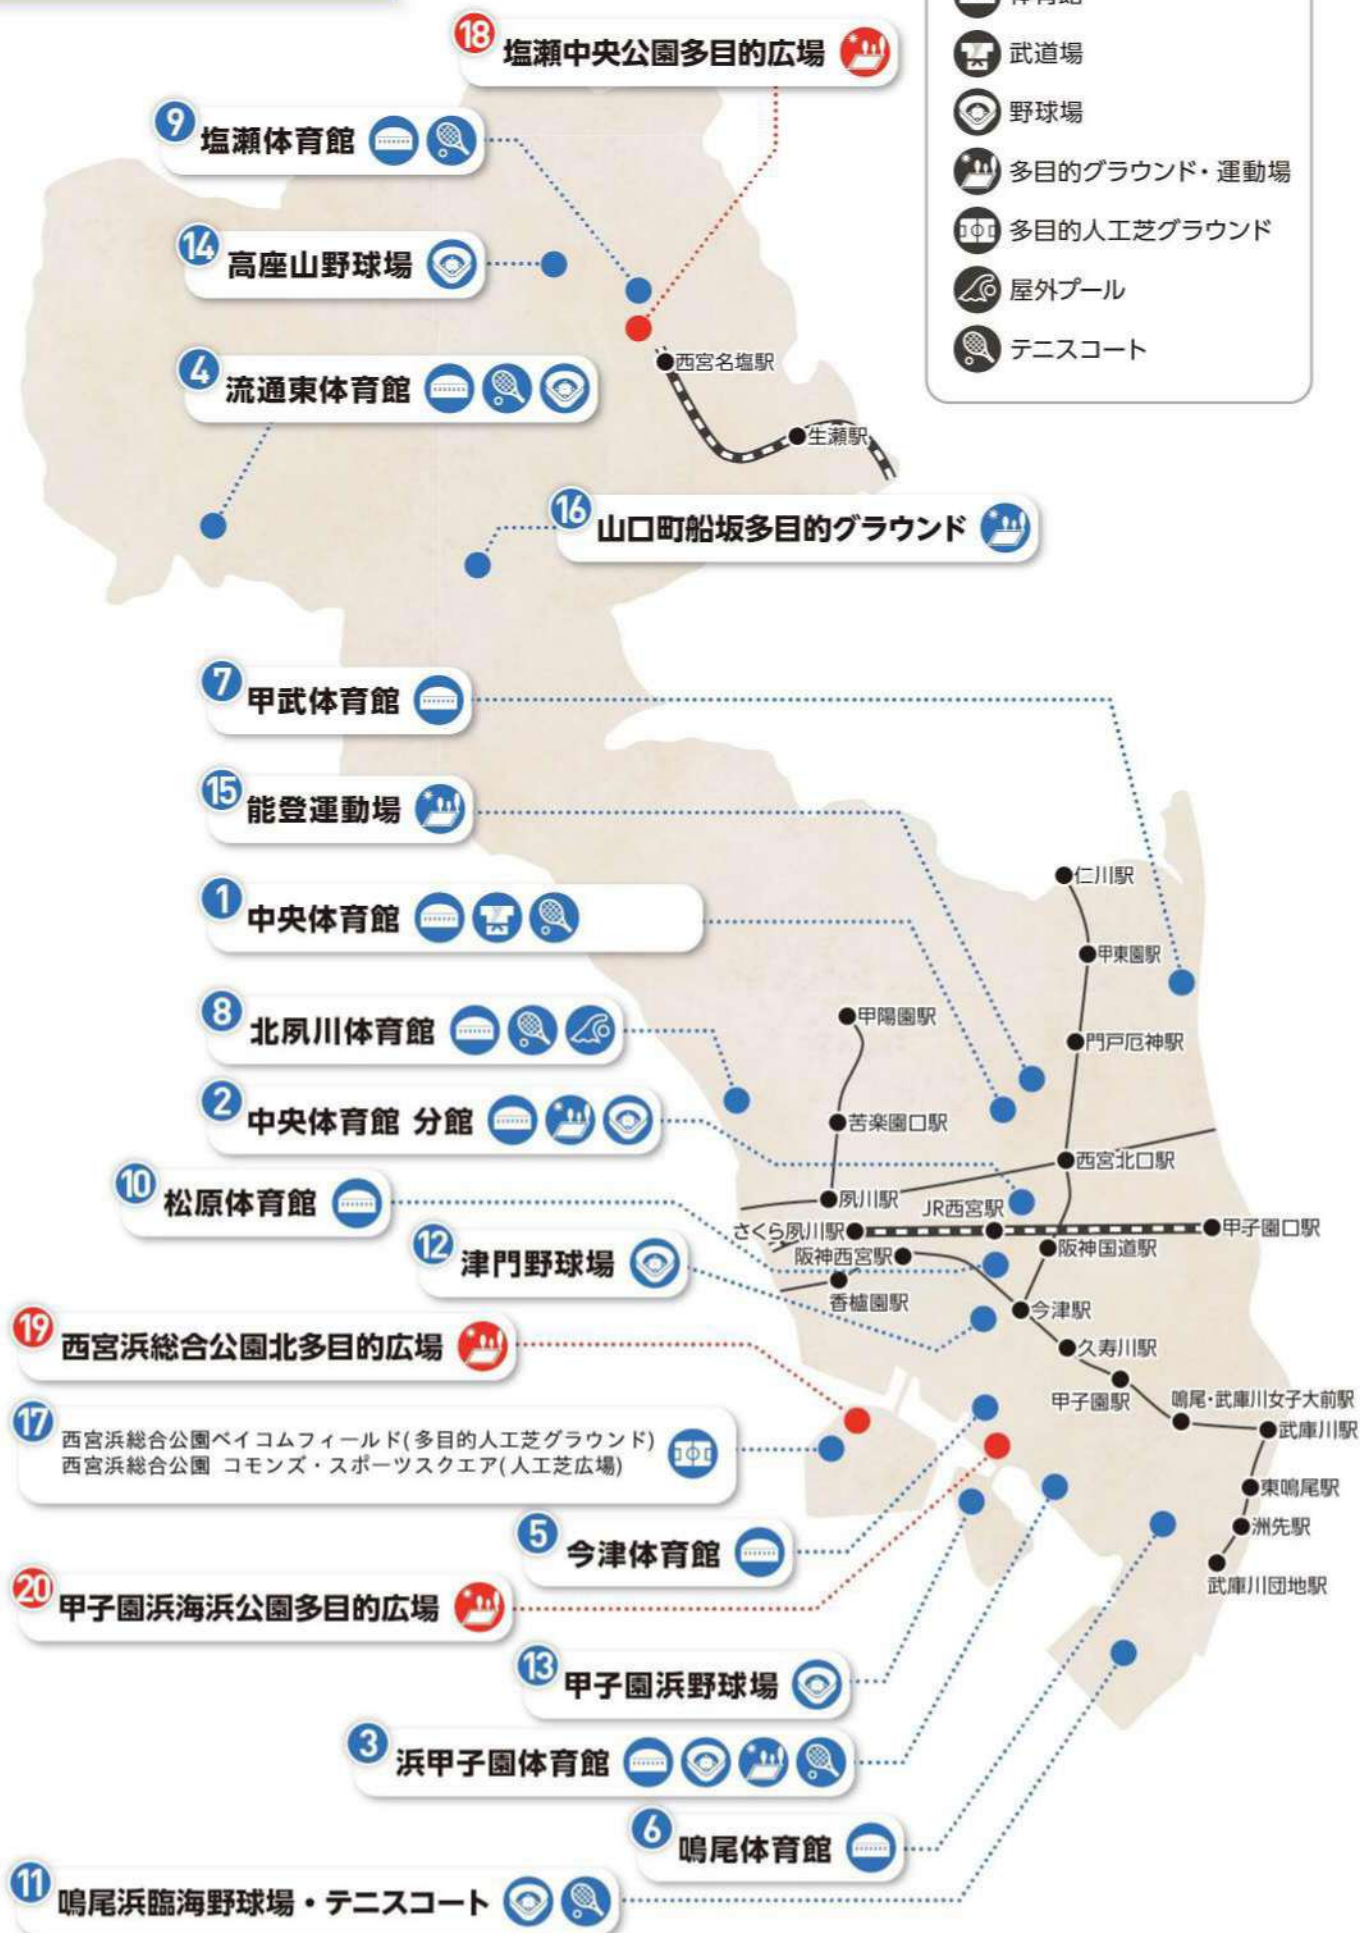 体育館
武道場
野球場
多目的グラウンド・運動場
多目的人工芝グラウンド
屋外プール
テニスコート
18 塩瀬中央公園多目的広場
9 塩瀬体育館
14 高座山野球場
4 流通東体育館
西宮名塩駅
生瀬駅
16 山口町船坂多目的グラウンド
7 甲武体育館
15 能登運動場
1 中央体育館
8 北夙川体育館
2 中央体育館 分館
10 松原体育館
12 津門野球場
仁川駅
甲東園駅
甲陽園駅
門戸厄神駅
苦楽園口駅
西宮北口駅
夙川駅
JR西宮駅
さくら夙川駅
甲子園口駅
阪神西宮駅
阪神国道駅
香櫨園駅
今津駅
久寿川駅
甲子園駅
鳴尾・武庫川女子大前駅
武庫川駅
東鳴尾駅
洲先駅
武庫川団地駅
19 西宮浜総合公園北多目的広場
17 西宮浜総合公園ベイコムフィールド(多目的人工芝グラウンド)
西宮浜総合公園 コモンズ・スポーツスクエア(人工芝広場)
5 今津体育館
20 甲子園浜海浜公園多目的広場
13 甲子園浜野球場
3 浜甲子園体育館
6 鳴尾体育館
11 鳴尾浜臨海野球場・テニスコート